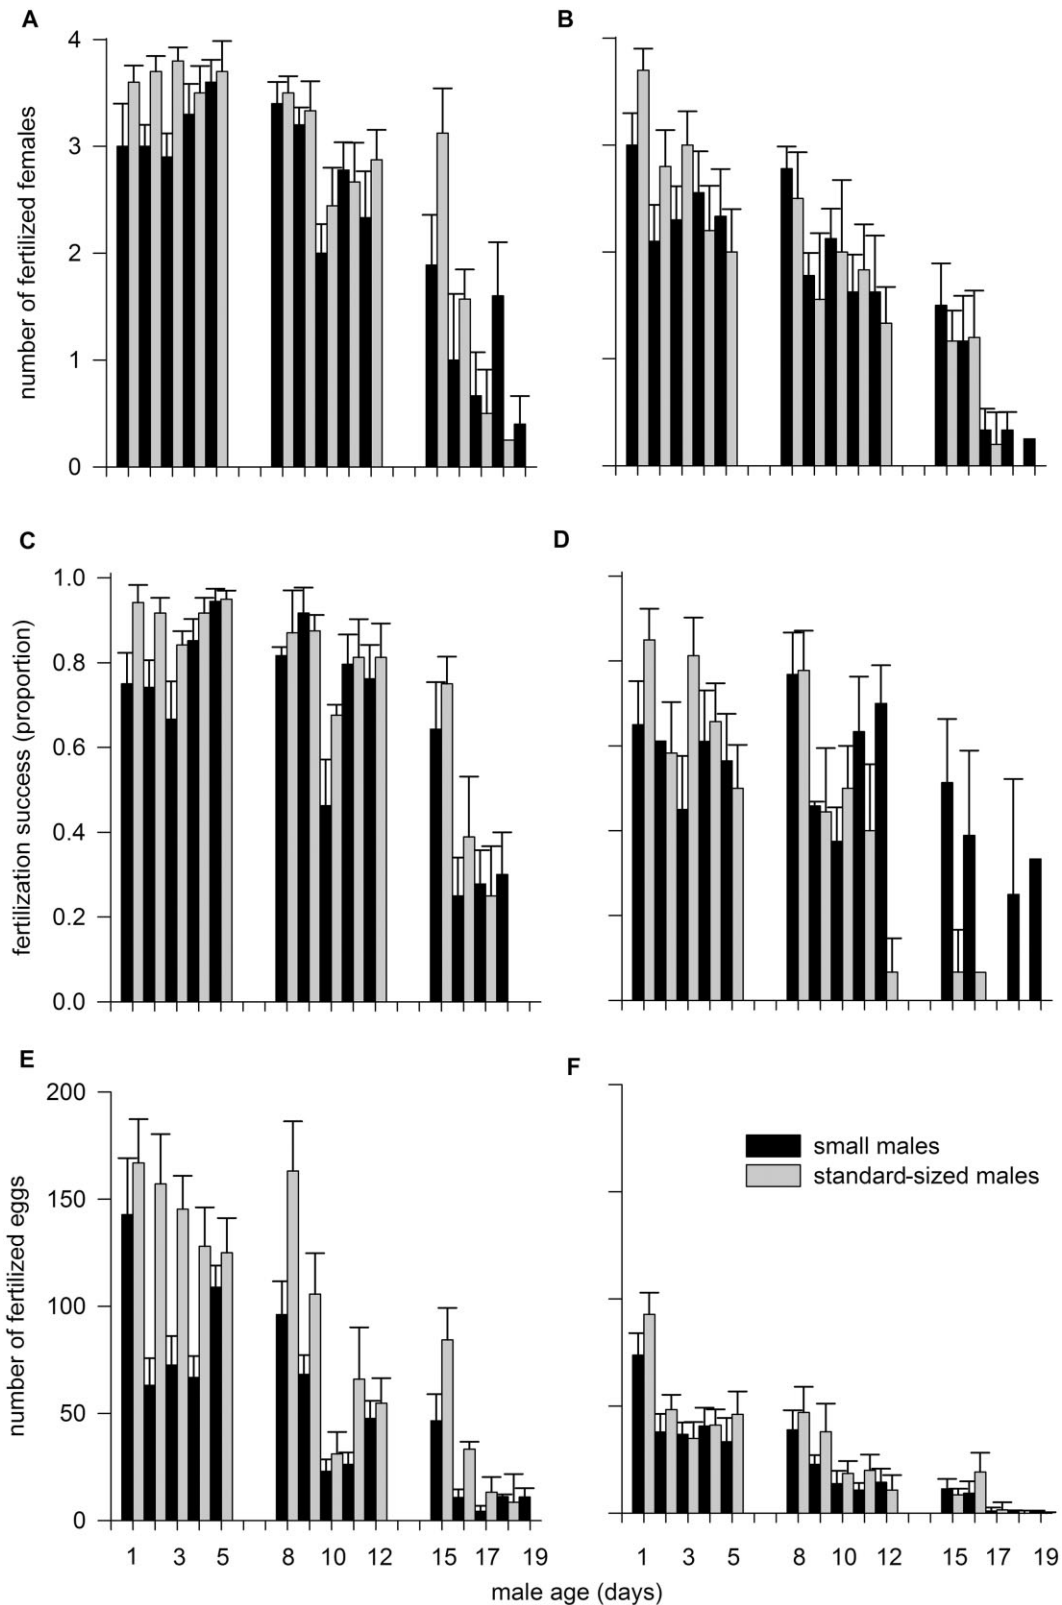 A
B
4
3
2
1
0
number of fertilized females
C
D
1.0
0.8
0.6
0.4
0.2
0.0
fertilization success (proportion)
E
F
200
150
100
50
0
number of fertilized eggs
small males
standard-sized males
1 3 5 8 10 12 15 17 19
1 3 5 8 10 12 15 17 19
male age (days)